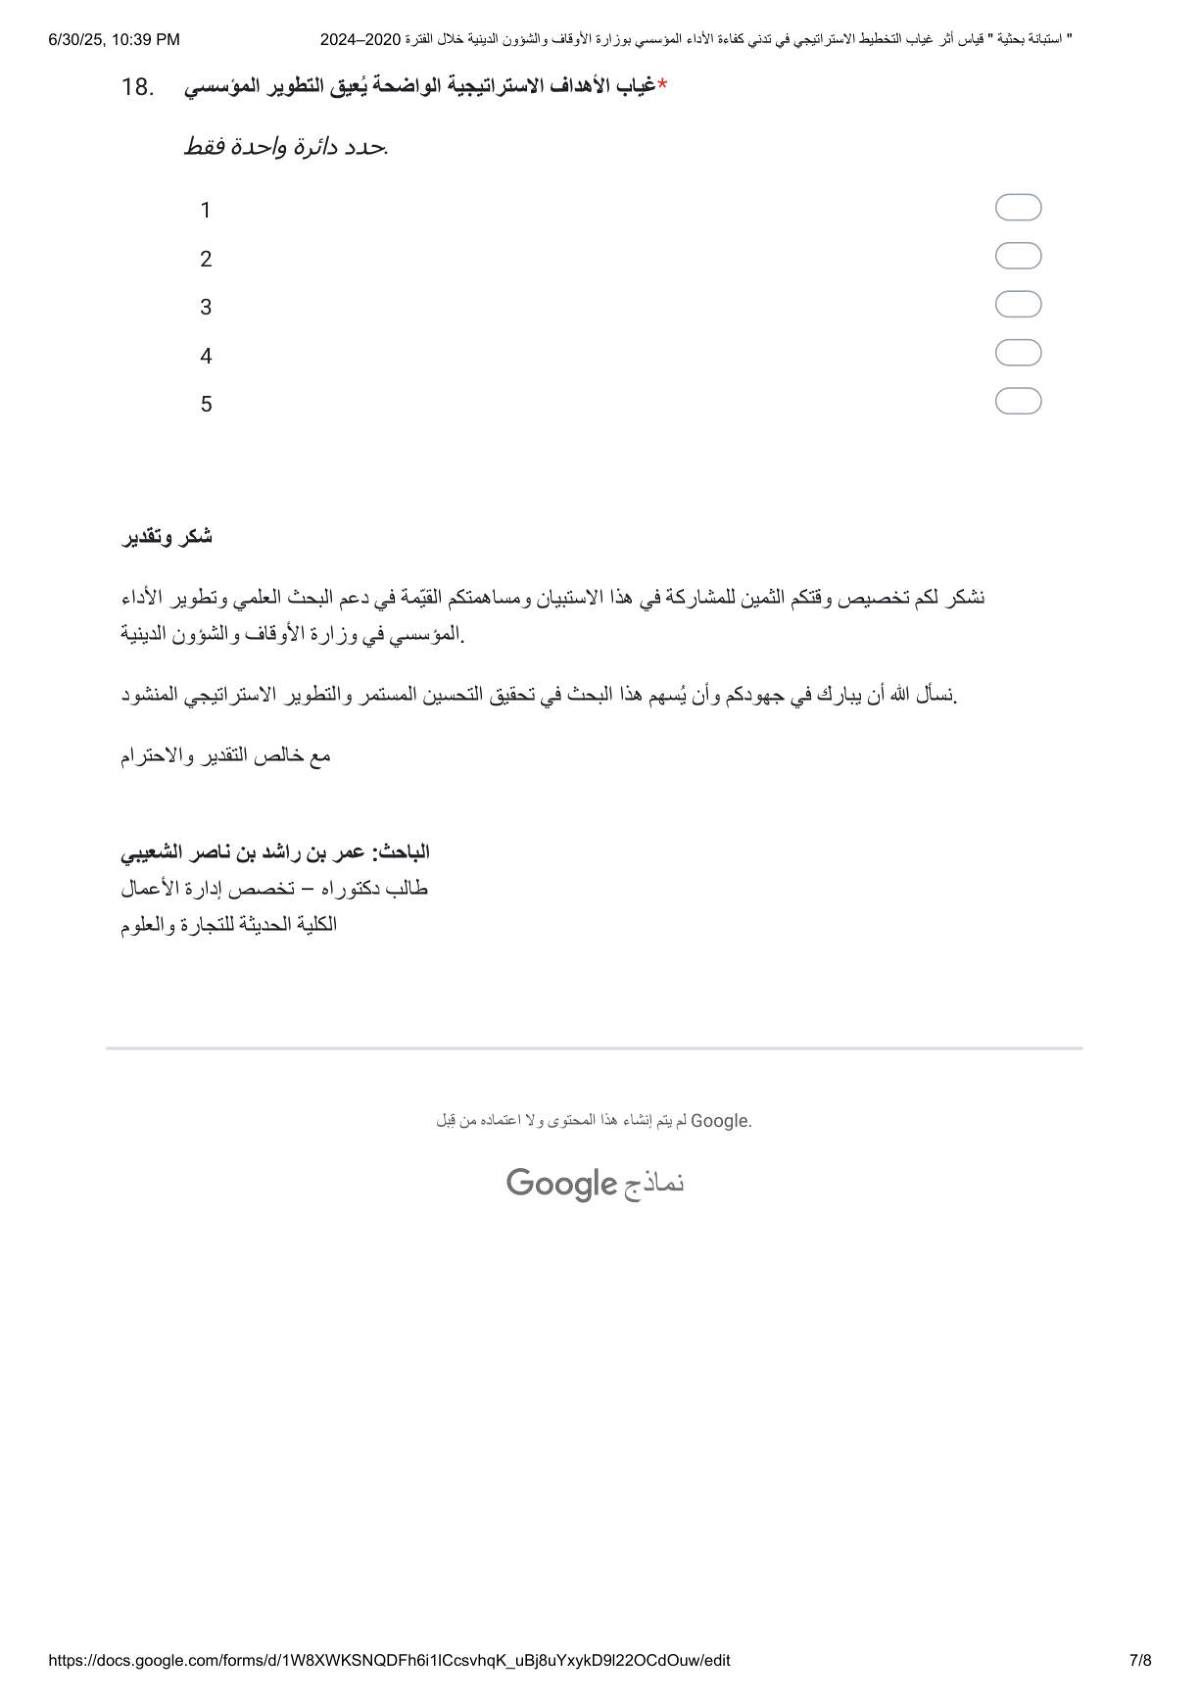 6/30/25, 10:39 PM
" استبانة بحثية " قياس أثر غياب التخطيط الاستراتيجي في تدني كفاءة الأداء المؤسسي بوزارة الأوقاف والشؤون الدينية خلال الفترة 2020–2024
18. غياب الأهداف الاستراتيجية الواضحة يُعيق التطوير المؤسسي*
حدد دائرة واحدة فقط.
1
2
3
4
5
شكر وتقدير
نشكر لكم تخصيص وقتكم الثمين للمشاركة في هذا الاستبيان ومساهمتكم القيّمة في دعم البحث العلمي وتطوير الأداء
المؤسسي في وزارة الأوقاف والشؤون الدينية.
نسأل الله أن يبارك في جهودكم وأن يُسهم هذا البحث في تحقيق التحسين المستمر والتطوير الاستراتيجي المنشود.
مع خالص التقدير والاحترام
الباحث: عمر بن راشد بن ناصر الشعيبي
طالب دكتوراه – تخصص إدارة الأعمال
الكلية الحديثة للتجارة والعلوم
لم يتم إنشاء هذا المحتوى ولا اعتماده من قِبل Google.
نماذج Google
https://docs.google.com/forms/d/1W8XWKSNQDFh6i1lCcsvhqK_uBj8uYxykD9l22OCdOuw/edit
7/8